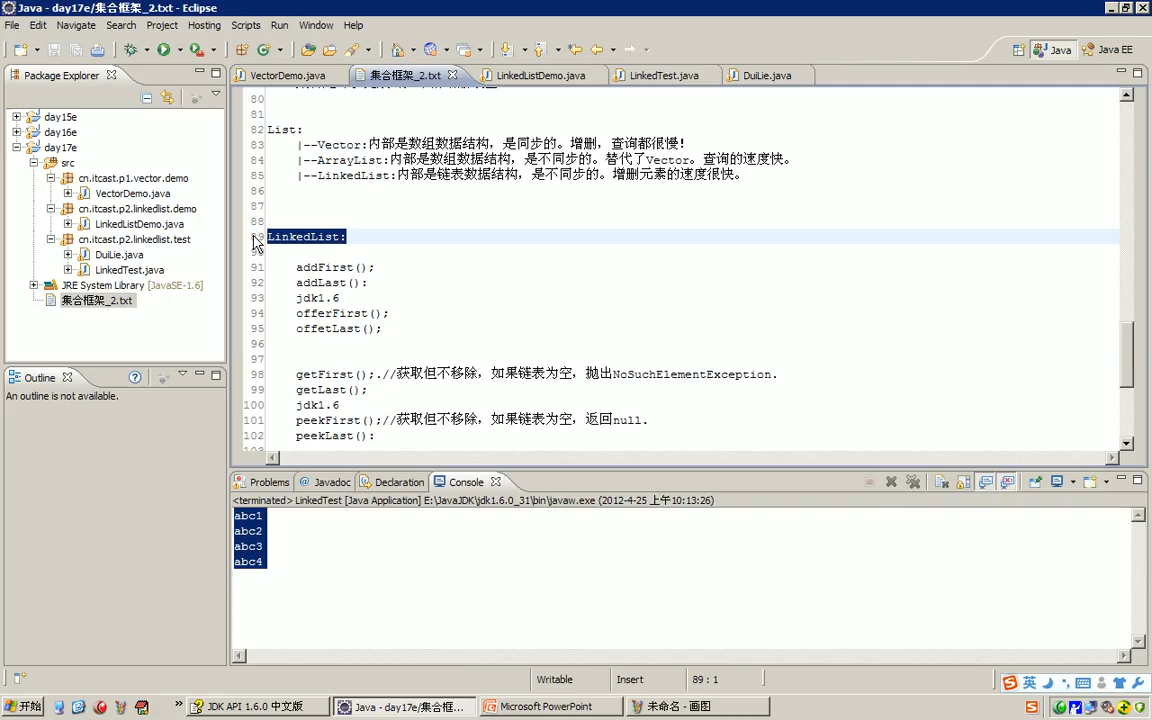 Java - day17e/集合框架_2.txt - Eclipse
File Edit Navigate Search Project Hosting Scripts Run Window Help
Java Java EE
Package Explorer
VectorDemo.java 集合框架_2.txt LinkedListDemo.java LinkedTest.java DuiLie.java
day15e
day16e
day17e
src
cn.itcast.p1.vector.demo
VectorDemo.java
cn.itcast.p2.linkedlist.demo
LinkedListDemo.java
cn.itcast.p2.linkedlist.test
DuiLie.java
LinkedTest.java
JRE System Library [JavaSE-1.6]
集合框架_2.txt
Outline
An outline is not available.
80
81
82 List:
83 |--Vector:内部是数组数据结构，是同步的。增删，查询都很慢！
84 |--ArrayList:内部是数组数据结构，是不同步的。替代了Vector。查询的速度快。
85 |--LinkedList:内部是链表数据结构，是不同步的。增删元素的速度很快。
86
87
88
LinkedList:
91 addFirst();
92 addLast():
93 jdk1.6
94 offerFirst();
95 offetLast();
96
97
98 getFirst();.//获取但不移除，如果链表为空，抛出NoSuchElementException.
99 getLast();
100 jdk1.6
101 peekFirst();//获取但不移除，如果链表为空，返回null.
102 peekLast():
Problems @ Javadoc Declaration Console
<terminated> LinkedTest [Java Application] E:\JavaJDK\jdk1.6.0_31\bin\javaw.exe (2012-4-25 上午10:13:26)
abc1
abc2
abc3
abc4
Writable Insert 89 : 1
英
开始 JDK API 1.6.0 中文版 Java - day17e/集合框... Microsoft PowerPoint 未命名 - 画图